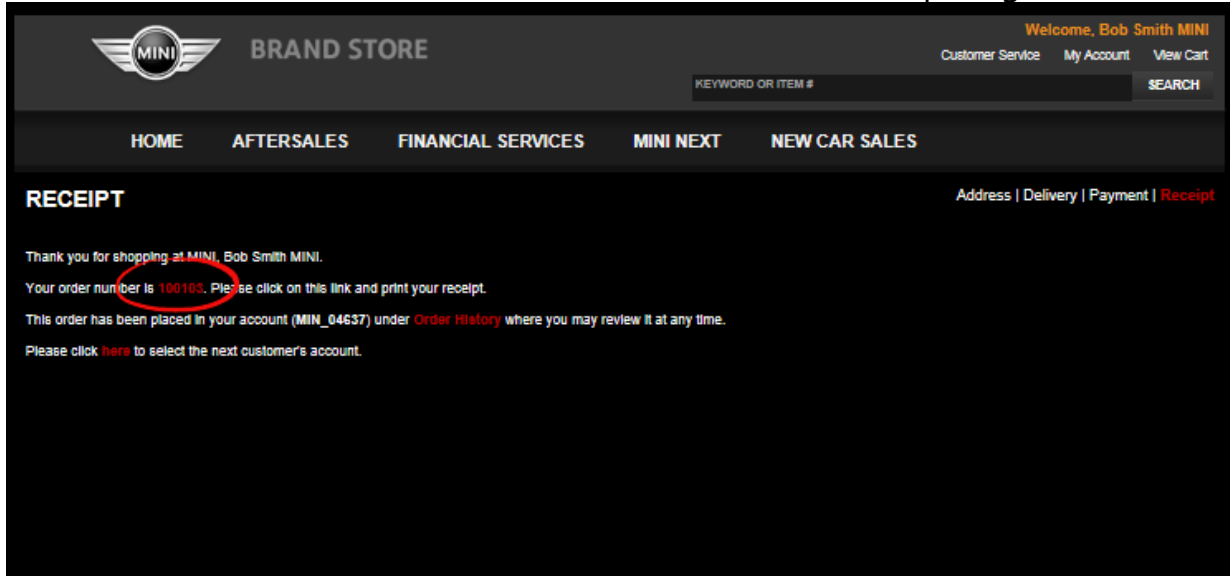 Welcome, Bob Smith MINI
MINI BRAND STORE
Customer Service My Account View Cart
KEYWORD OR ITEM # SEARCH
HOME AFTERSALES FINANCIAL SERVICES MINI NEXT NEW CAR SALES
RECEIPT
Address | Delivery | Payment | Receipt
Thank you for shopping at MINI, Bob Smith MINI.
Your order number is 100103. Please click on this link and print your receipt.
This order has been placed in your account (MIN_04637) under Order History where you may review it at any time.
Please click here to select the next customer's account.